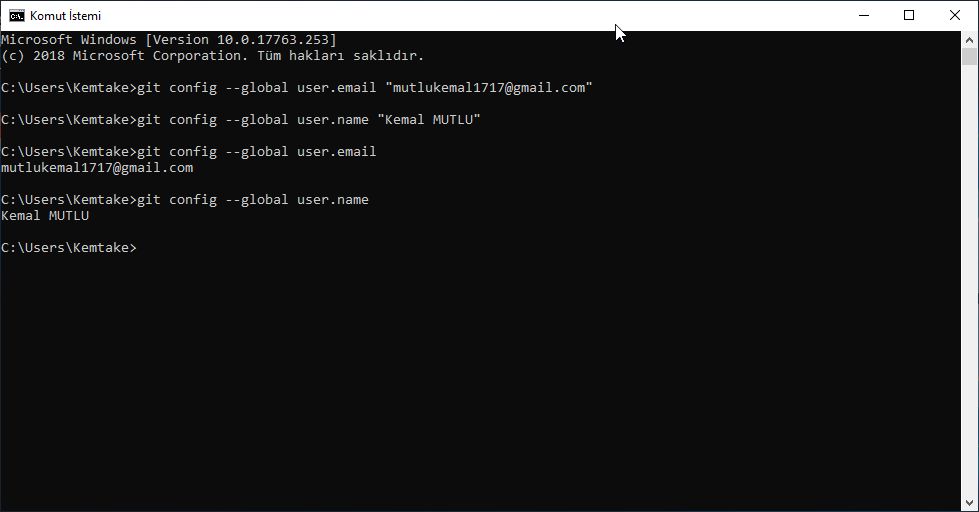 Komut İstemi
Microsoft Windows [Version 10.0.17763.253]
(c) 2018 Microsoft Corporation. Tüm hakları saklıdır.
C:\Users\Kemtake>git config --global user.email "mutlukemal1717@gmail.com"
C:\Users\Kemtake>git config --global user.name "Kemal MUTLU"
C:\Users\Kemtake>git config --global user.email
mutlukemal1717@gmail.com
C:\Users\Kemtake>git config --global user.name
Kemal MUTLU
C:\Users\Kemtake>